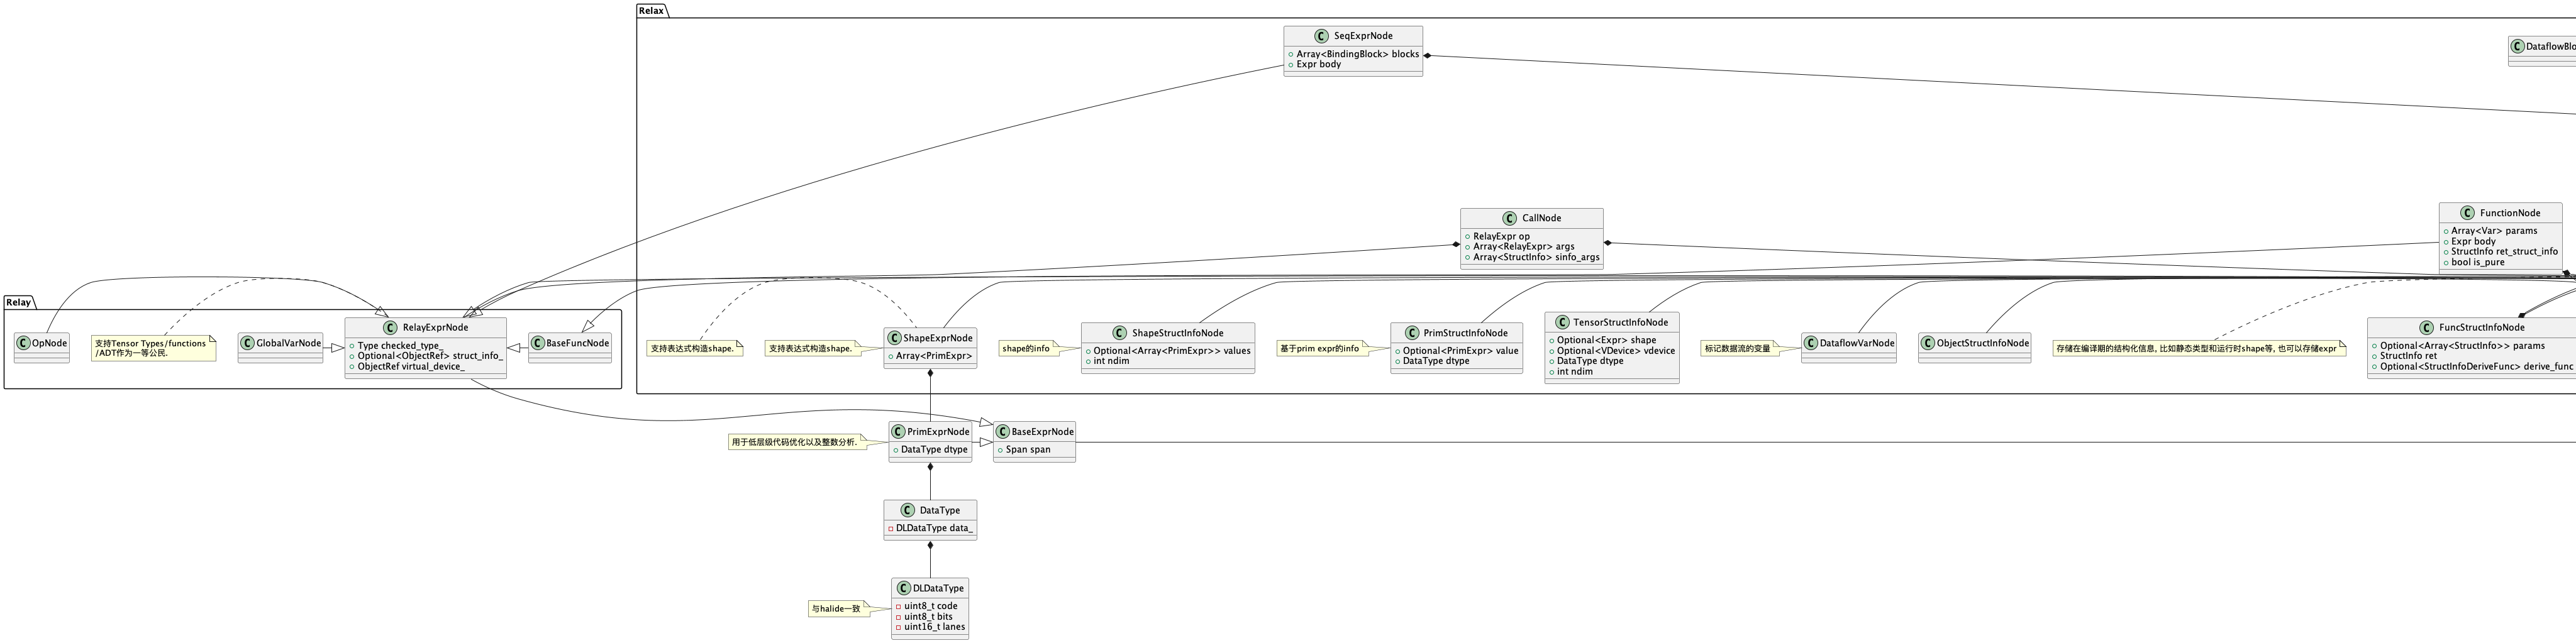 Relax
SeqExprNode
Array<BindingBlock> blocks
Expr body
DataflowBlo
CallNode
RelayExpr op
Array<RelayExpr> args
Array<StructInfo> sinfo_args
FunctionNode
Array<Var> params
Expr body
StructInfo ret_struct_info
bool is_pure
Relay
OpNode
支持Tensor Types/functions
/ADT作为一等公民.
GlobalVarNode
RelayExprNode
Type checked_type_
Optional<ObjectRef> struct_info_
ObjectRef virtual_device_
BaseFuncNode
支持表达式构造shape.
支持表达式构造shape.
ShapeExprNode
Array<PrimExpr>
shape的info
ShapeStructInfoNode
Optional<Array<PrimExpr>> values
int ndim
基于prim expr的info
PrimStructInfoNode
Optional<PrimExpr> value
DataType dtype
TensorStructInfoNode
Optional<Expr> shape
Optional<VDevice> vdevice
DataType dtype
int ndim
标记数据流的变量
DataflowVarNode
ObjectStructInfoNode
存储在编译期的结构化信息, 比如静态类型和运行时shape等, 也可以存储expr
FuncStructInfoNode
Optional<Array<StructInfo>> params
StructInfo ret
Optional<StructInfoDeriveFunc> derive_func
用于低层级代码优化以及整数分析.
PrimExprNode
DataType dtype
BaseExprNode
Span span
DataType
DLDataType data_
与halide一致
DLDataType
uint8_t code
uint8_t bits
uint16_t lanes